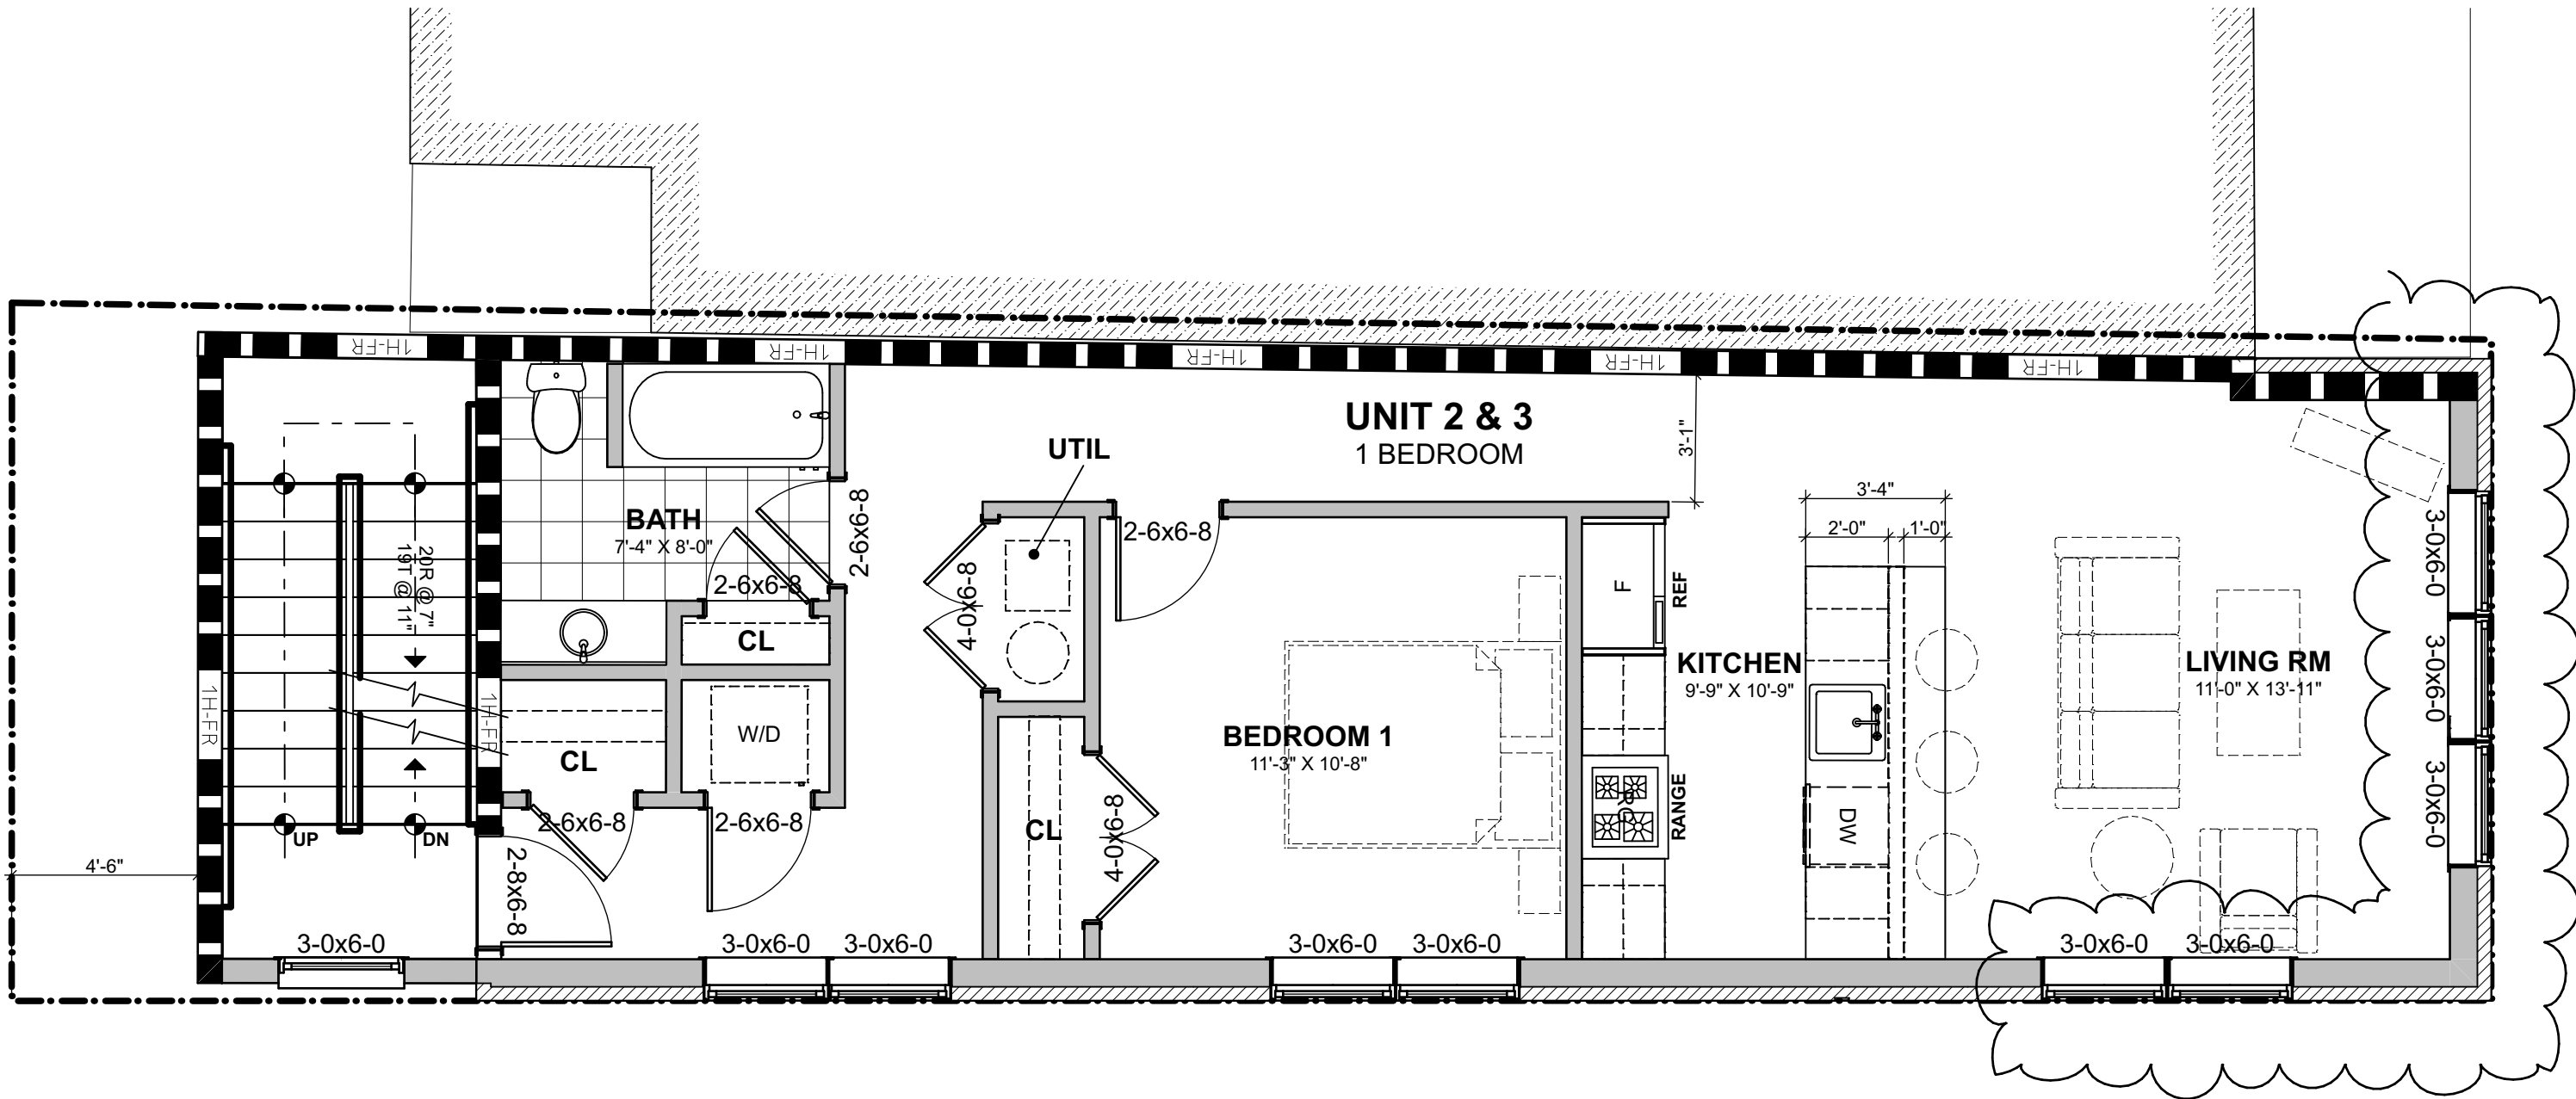 1H-FR
1H-FR
1H-FR
1H-FR
1H-FR
UNIT 2 & 3
1 BEDROOM
3'-1"
UTIL
BATH
7'-4" X 8'-0"
2-6x6-8
2-6x6-8
CL
20R @ 7"
19T @ 11"
2-6x6-8
4-0x6-8
3'-4"
2'-0"
1'-0"
F
REF
KITCHEN
9'-9" X 10'-9"
LIVING RM
11'-0" X 13'-11"
3-0x6-0
3-0x6-0
3-0x6-0
1H-FR
1H-FR
W/D
CL
BEDROOM 1
11'-3" X 10'-8"
RG
RANGE
DW
UP
DN
2-6x6-8
2-6x6-8
CL
4-0x6-8
4'-6"
2-8x6-8
3-0x6-0
3-0x6-0
3-0x6-0
3-0x6-0
3-0x6-0
3-0x6-0
3-0x6-0